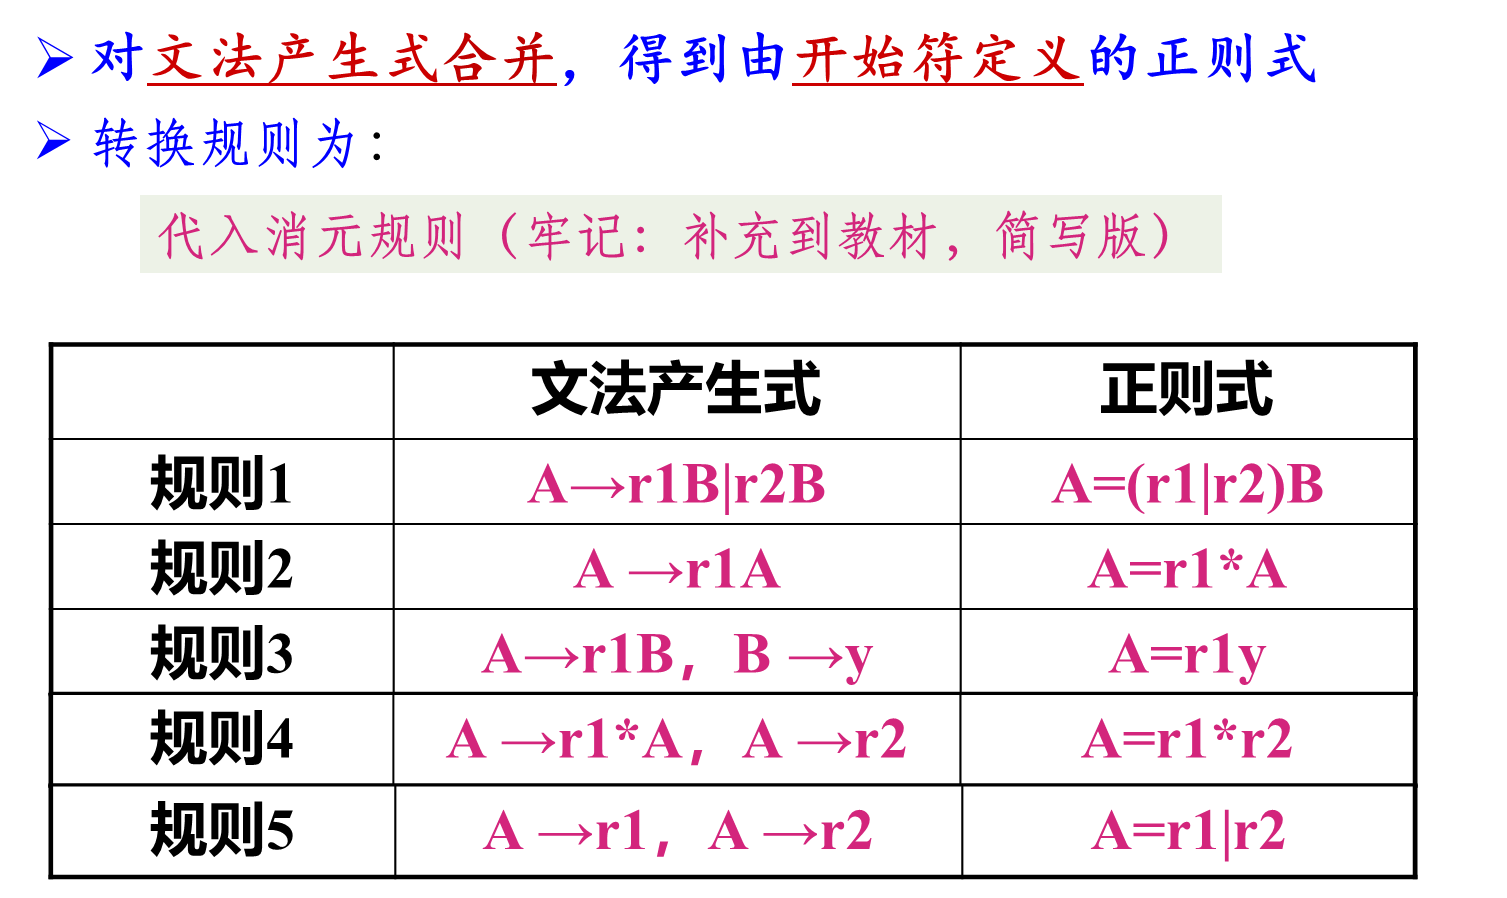 对文法产生式合并，得到由开始符定义的正则式
转换规则为：
代入消元规则（牢记：补充到教材，简写版）
文法产生式 正则式
规则1 A→r1B|r2B A=(r1|r2)B
规则2 A →r1A A=r1*A
规则3 A→r1B，B →y A=r1y
规则4 A →r1*A，A →r2 A=r1*r2
规则5 A →r1，A →r2 A=r1|r2